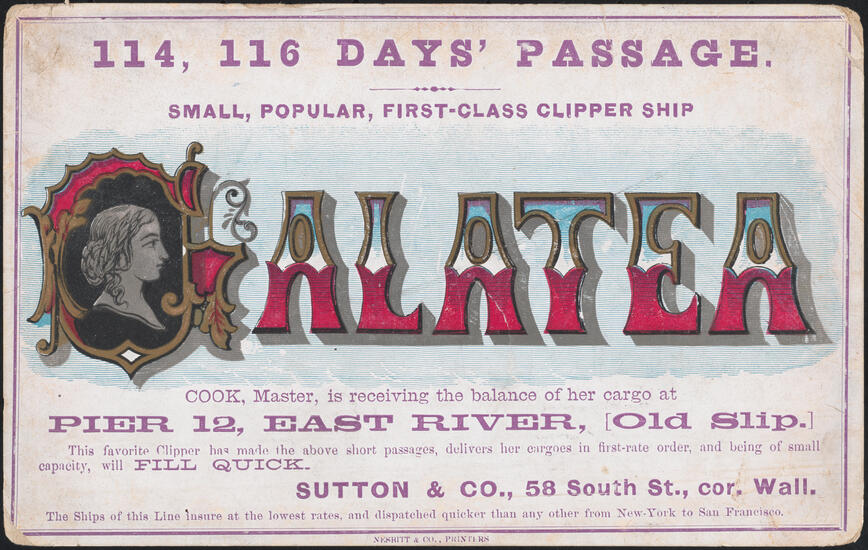 114, 116 DAYS' PASSAGE.
SMALL, POPULAR, FIRST-CLASS CLIPPER SHIP
GALATEA
COOK, Master, is receiving the balance of her cargo at
PIER 12, EAST RIVER, [Old Slip.]
This favorite Clipper has made the above short passages, delivers her cargoes in first-rate order, and being of small
capacity, will FILL QUICK.
SUTTON & CO., 58 South St., cor. Wall.
The Ships of this Line insure at the lowest rates, and dispatched quicker than any other from New-York to San Francisco.
NESBITT & CO., PRINTERS